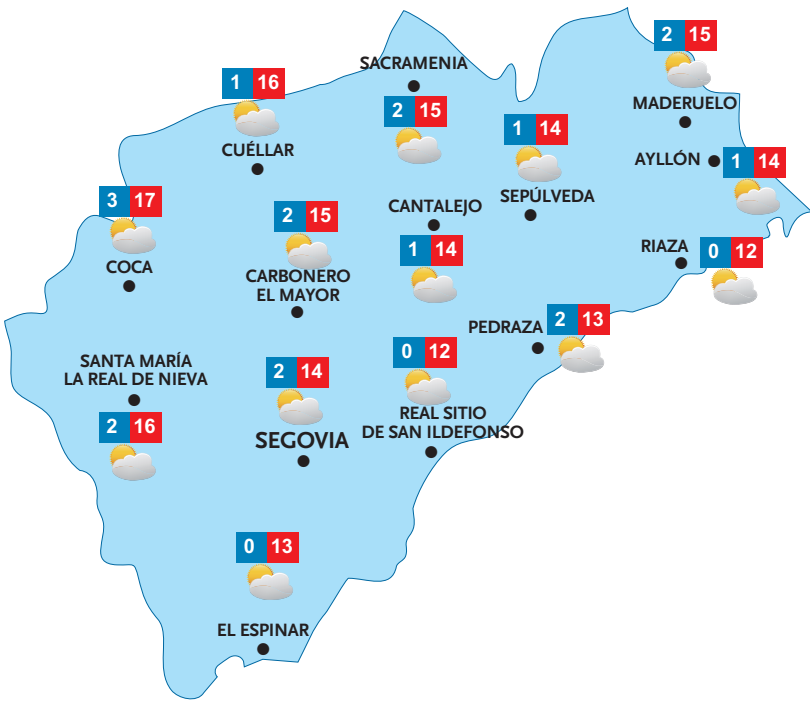 2 15
MADERUELO
SACRAMENIA
2 15
1 16
CUÉLLAR
1 14
SEPÚLVEDA
AYLLÓN
1 14
3 17
COCA
2 15
CARBONERO
EL MAYOR
CANTALEJO
1 14
RIAZA
0 12
PEDRAZA
2 13
SANTA MARÍA
LA REAL DE NIEVA
2 16
2 14
SEGOVIA
0 12
REAL SITIO
DE SAN ILDEFONSO
0 13
EL ESPINAR